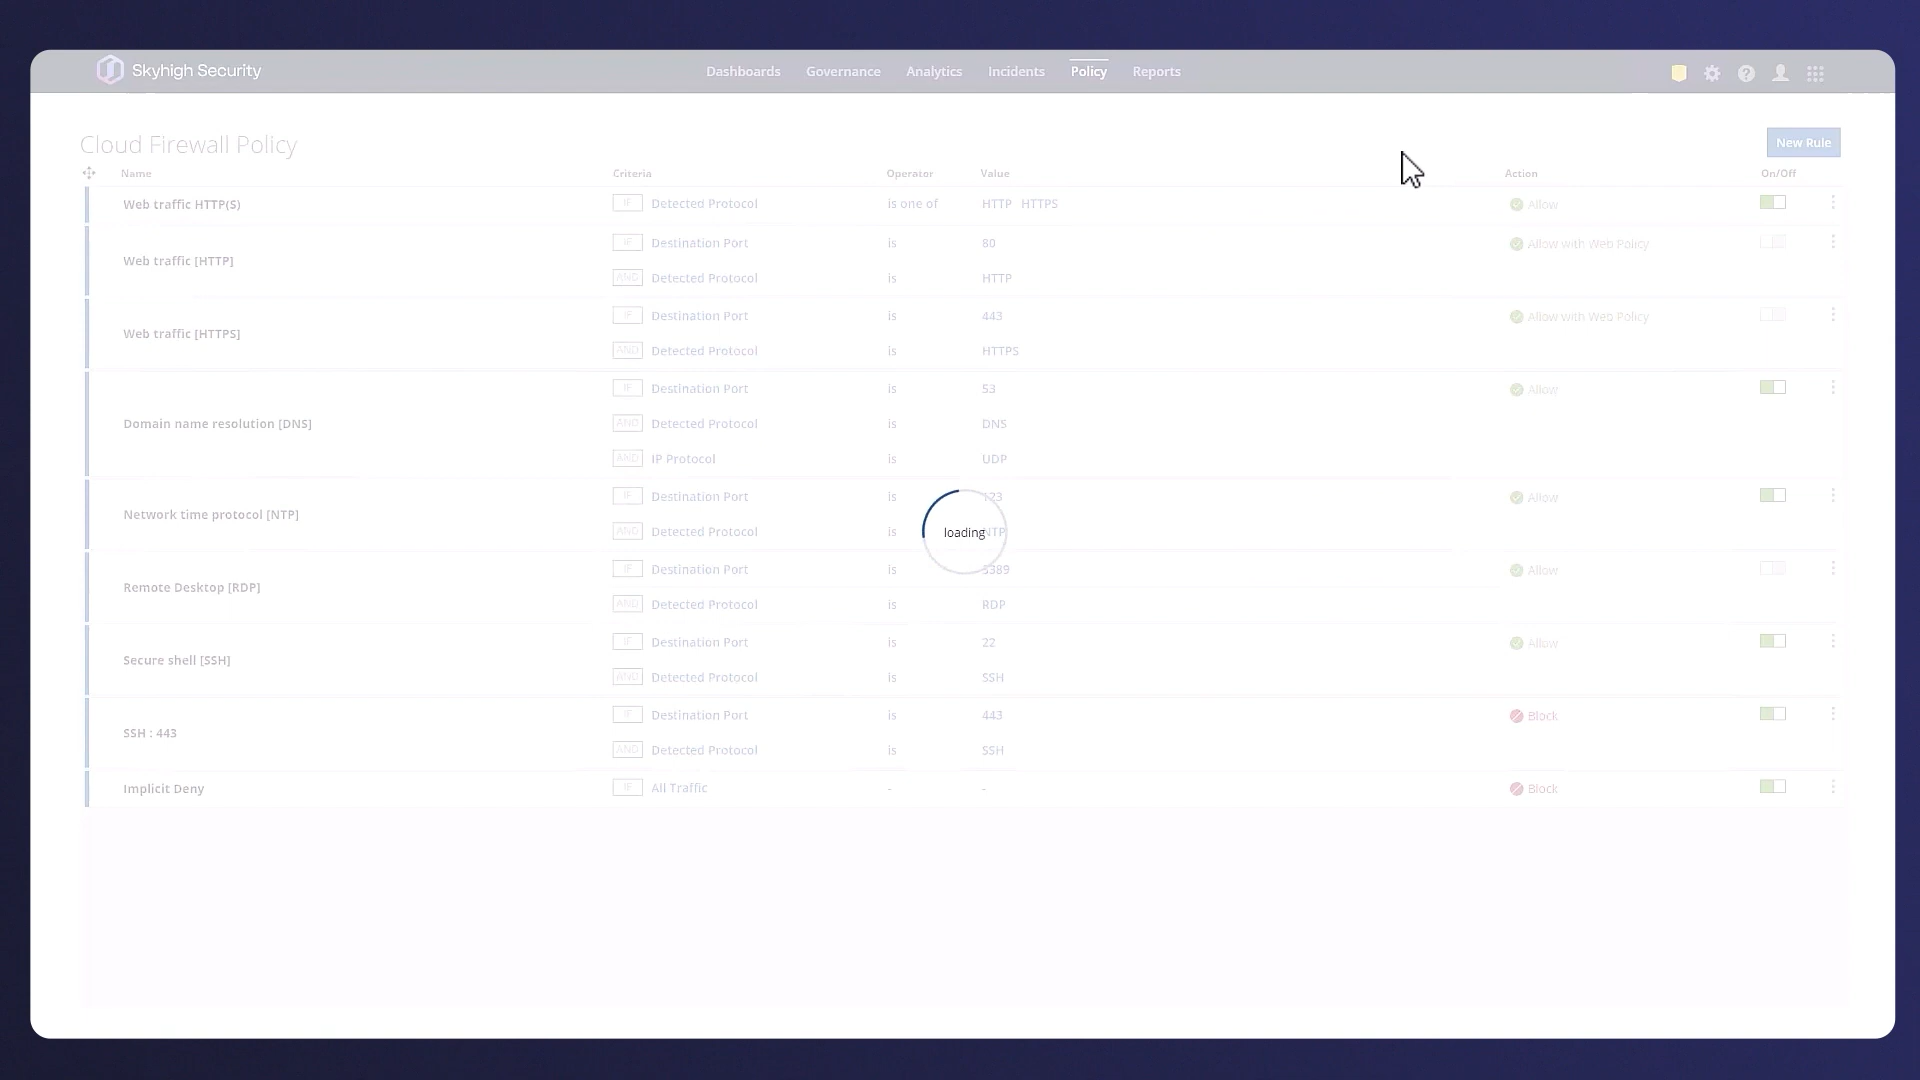 Skyhigh Security
Dashboards Governance Analytics Incidents Policy Reports
Cloud Firewall Policy
New Rule
Name Criteria Operator Value Action On/Off
Web traffic HTTP(S) IF Detected Protocol is one of HTTP HTTPS Allow
Web traffic [HTTP] IF Destination Port is 80 Allow with Web Policy
AND Detected Protocol is HTTP
Web traffic [HTTPS] IF Destination Port is 443 Allow with Web Policy
AND Detected Protocol is HTTPS
Domain name resolution [DNS] IF Destination Port is 53 Allow
AND Detected Protocol is DNS
AND IP Protocol is UDP
Network time protocol [NTP] IF Destination Port is 123 Allow
AND Detected Protocol is NTP
loading
Remote Desktop [RDP] IF Destination Port is 3389 Allow
AND Detected Protocol is RDP
Secure shell [SSH] IF Destination Port is 22 Allow
AND Detected Protocol is SSH
SSH : 443 IF Destination Port is 443 Block
AND Detected Protocol is SSH
Implicit Deny IF All Traffic - - Block